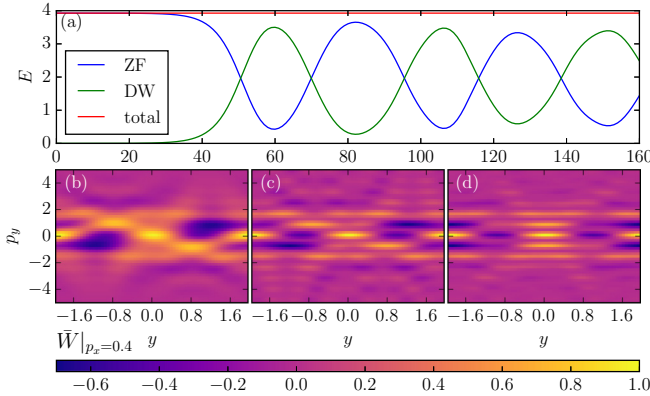 (a)
4
3
2
1
0
E
ZF
DW
total
0 20 40 60 80 100 120 140 160
(b) (c) (d)
4
2
0
−2
−4
p_y
−1.6 −0.8 0.0 0.8 1.6 −1.6 −0.8 0.0 0.8 1.6 −1.6 −0.8 0.0 0.8 1.6
y y y
W̄|_{p_x=0.4}
−0.6 −0.4 −0.2 0.0 0.2 0.4 0.6 0.8 1.0